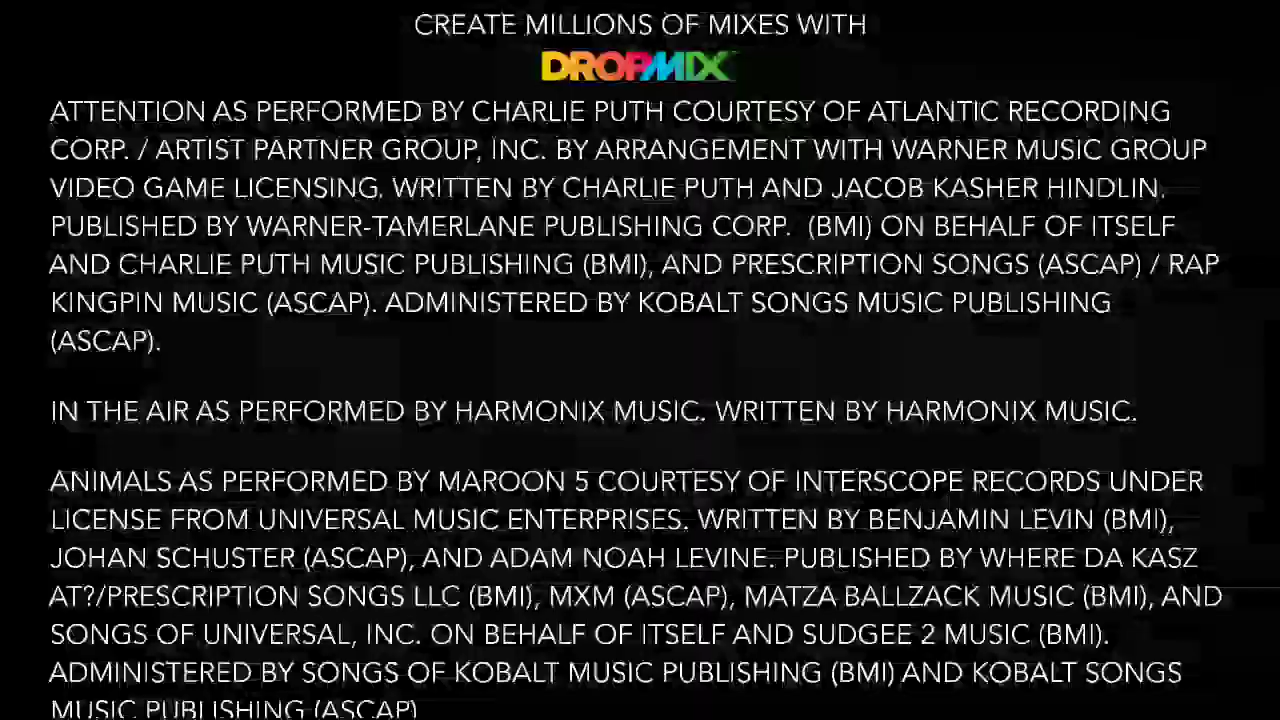 CREATE MILLIONS OF MIXES WITH
DROPMIX
ATTENTION AS PERFORMED BY CHARLIE PUTH COURTESY OF ATLANTIC RECORDING
CORP. / ARTIST PARTNER GROUP, INC. BY ARRANGEMENT WITH WARNER MUSIC GROUP
VIDEO GAME LICENSING. WRITTEN BY CHARLIE PUTH AND JACOB KASHER HINDLIN.
PUBLISHED BY WARNER-TAMERLANE PUBLISHING CORP.  (BMI) ON BEHALF OF ITSELF
AND CHARLIE PUTH MUSIC PUBLISHING (BMI), AND PRESCRIPTION SONGS (ASCAP) / RAP
KINGPIN MUSIC (ASCAP). ADMINISTERED BY KOBALT SONGS MUSIC PUBLISHING
(ASCAP).
IN THE AIR AS PERFORMED BY HARMONIX MUSIC. WRITTEN BY HARMONIX MUSIC.
ANIMALS AS PERFORMED BY MAROON 5 COURTESY OF INTERSCOPE RECORDS UNDER
LICENSE FROM UNIVERSAL MUSIC ENTERPRISES. WRITTEN BY BENJAMIN LEVIN (BMI),
JOHAN SCHUSTER (ASCAP), AND ADAM NOAH LEVINE. PUBLISHED BY WHERE DA KASZ
AT?/PRESCRIPTION SONGS LLC (BMI), MXM (ASCAP), MATZA BALLZACK MUSIC (BMI), AND
SONGS OF UNIVERSAL, INC. ON BEHALF OF ITSELF AND SUDGEE 2 MUSIC (BMI).
ADMINISTERED BY SONGS OF KOBALT MUSIC PUBLISHING (BMI) AND KOBALT SONGS
MUSIC PUBLISHING (ASCAP)